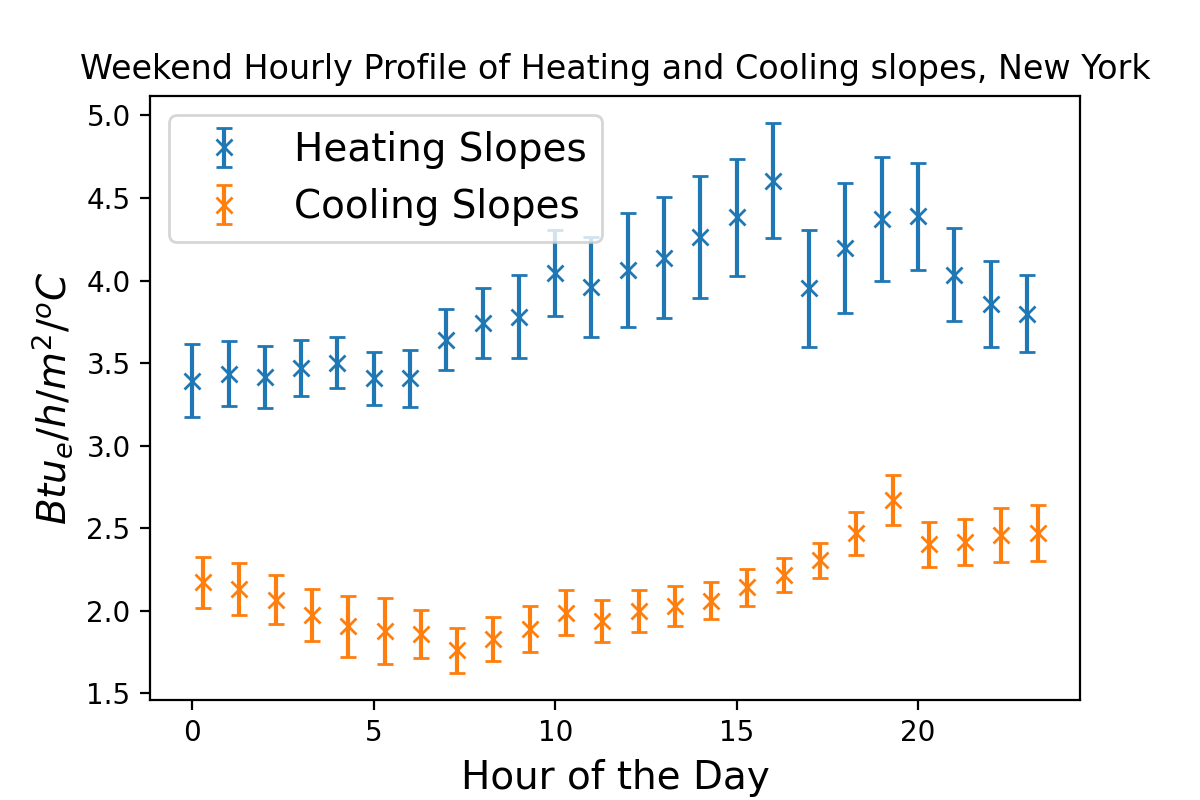 Weekend Hourly Profile of Heating and Cooling slopes, New York
Heating Slopes
Cooling Slopes
5.0
4.5
4.0
3.5
3.0
2.5
2.0
1.5
Btu_e/h/m²/°C
0 5 10 15 20
Hour of the Day